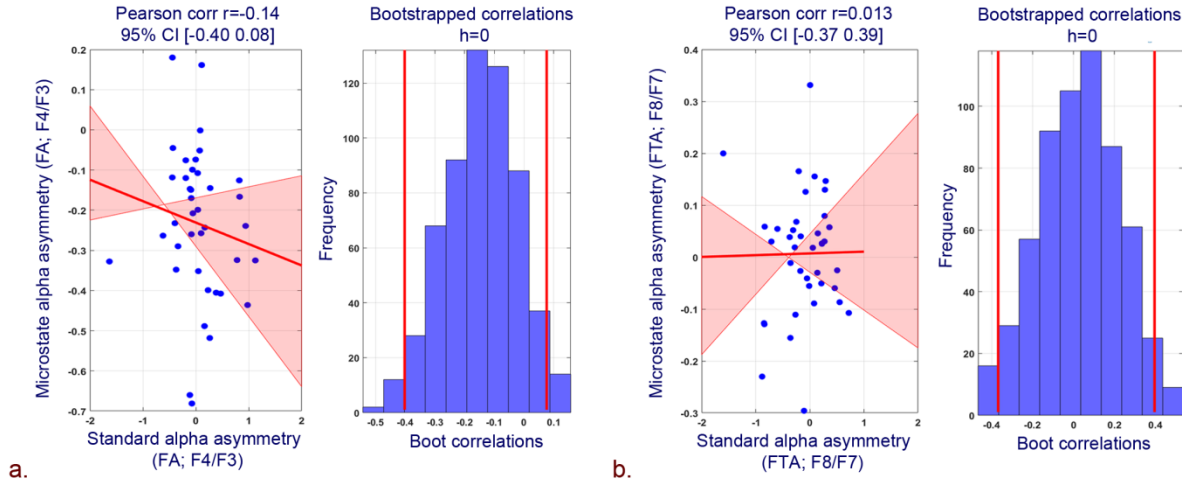 Pearson corr r=-0.14
95% CI [-0.40 0.08]
Microstate alpha asymmetry (FA; F4/F3)
0.2
0.1
0
-0.1
-0.2
-0.3
-0.4
-0.5
-0.6
-0.7
-2
-1
0
1
2
Standard alpha asymmetry
(FA; F4/F3)
a.
Bootstrapped correlations
h=0
Frequency
120
100
80
60
40
20
0
-0.5
-0.4
-0.3
-0.2
-0.1
0
0.1
Boot correlations
Pearson corr r=0.013
95% CI [-0.37 0.39]
Microstate alpha asymmetry (FTA; F8/F7)
0.4
0.3
0.2
0.1
0
-0.1
-0.2
-0.3
-2
-1
0
1
2
Standard alpha asymmetry
(FTA; F8/F7)
b.
Bootstrapped correlations
h=0
Frequency
100
80
60
40
20
0
-0.4
-0.2
0
0.2
0.4
Boot correlations